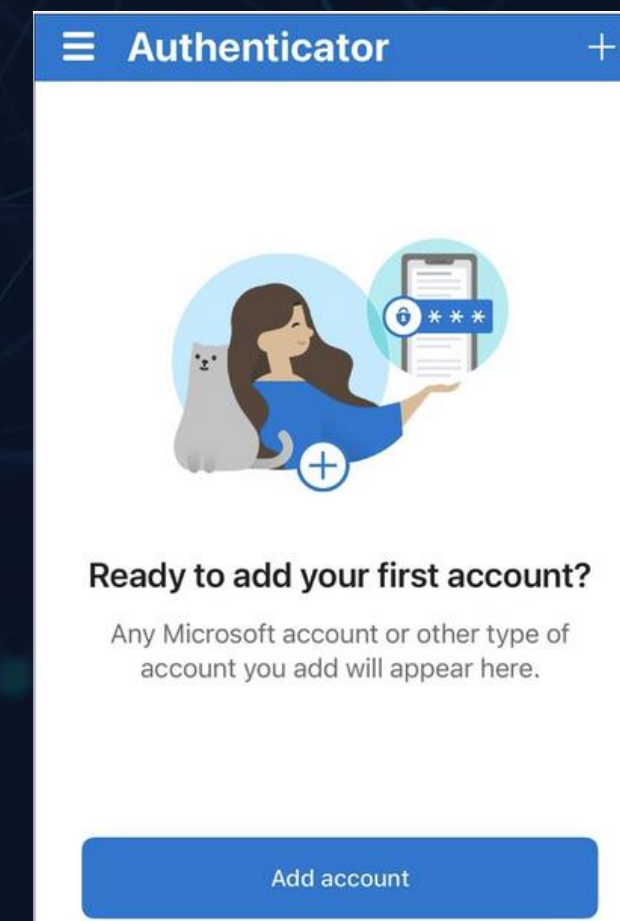 Authenticator
* * *
Ready to add your first account?
Any Microsoft account or other type of
account you add will appear here.
Add account